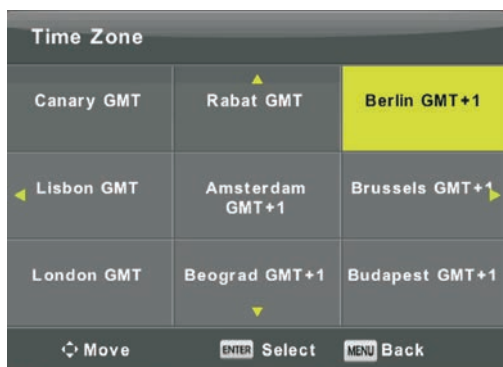 Time Zone
Canary GMT
Rabat GMT
Berlin GMT+1
Lisbon GMT
Amsterdam
GMT+1
Brussels GMT+1
London GMT
Beograd GMT+1
Budapest GMT+1
Move
ENTER Select
MENU Back